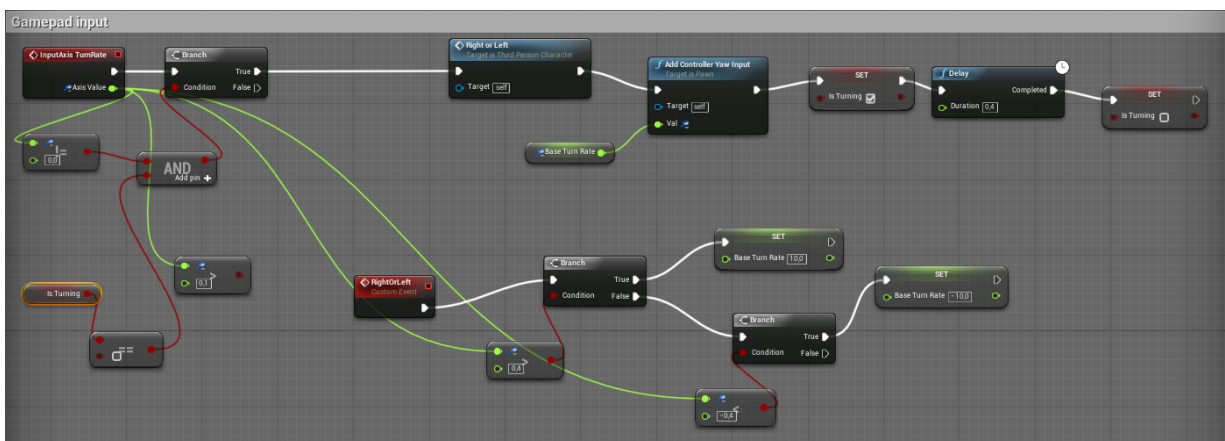 Gamepad input
InputAxis TurnRate
Axis Value
Branch
True
Condition
False
Right or Left
Target is Third Person Character
Target self
Add Controller Yaw Input
Target is Pawn
Target self
Val
SET
Is Turning
Delay
Completed
Duration 0,4
SET
Is Turning
!=
0,0
AND
Add pin +
Base Turn Rate
>
0,1
Is Turning
==
RightOrLeft
Custom Event
Branch
True
Condition
False
SET
Base Turn Rate 10,0
Branch
True
Condition
False
SET
Base Turn Rate -10,0
>
0,4
<
-0,4